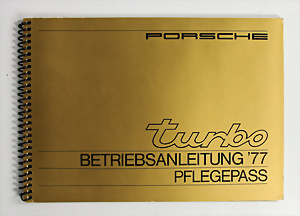 PORSCHE
turbo
BETRIEBSANLEITUNG '77
PFLEGEPASS